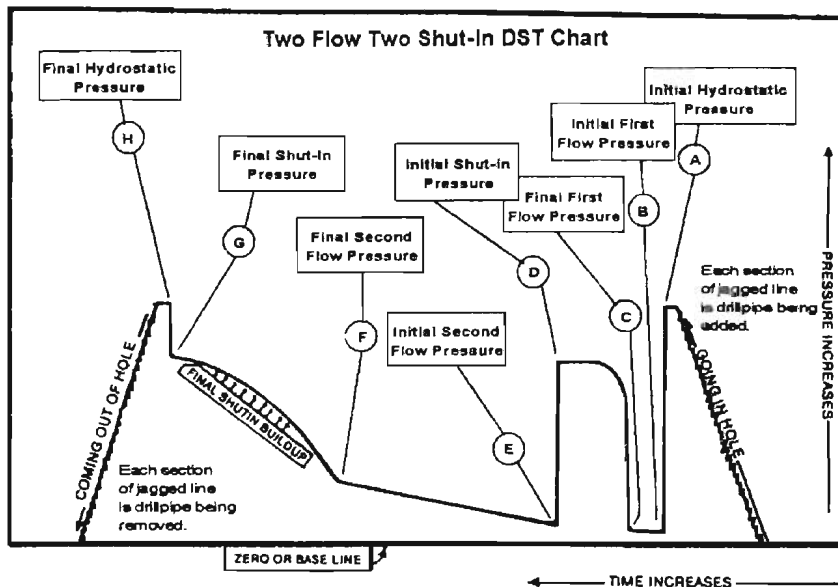 Two Flow Two Shut-In DST Chart
Final Hydrostatic
Pressure
H
Final Shut-In
Pressure
G
Final Second
Flow Pressure
F
Initial Shut-In
Pressure
D
Initial Second
Flow Pressure
E
Final First
Flow Pressure
C
Initial First
Flow Pressure
B
Initial Hydrostatic
Pressure
A
Each section
of jagged line
is drillpipe being
added.
GOING IN HOLE
PRESSURE INCREASES
COMING OUT OF HOLE
FINAL SHUTIN BUILDUP
Each section
of jagged line
is drillpipe being
removed.
ZERO OR BASE LINE
TIME INCREASES